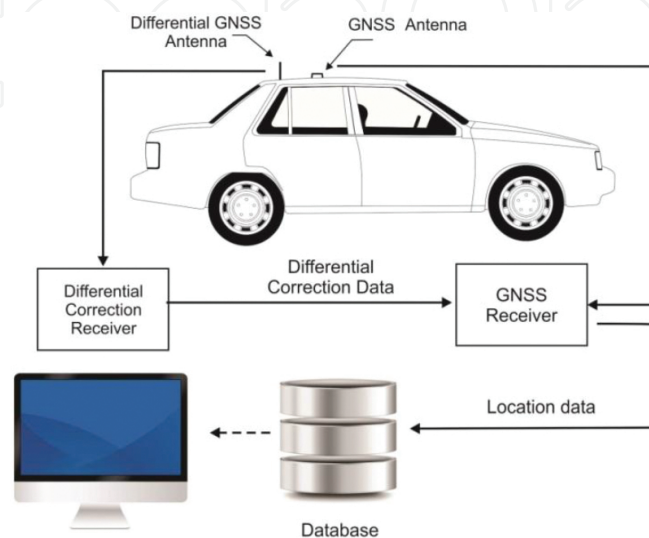 Differential GNSS
Antenna
GNSS Antenna
Differential
Correction
Receiver
Differential
Correction Data
GNSS
Receiver
Location data
Database